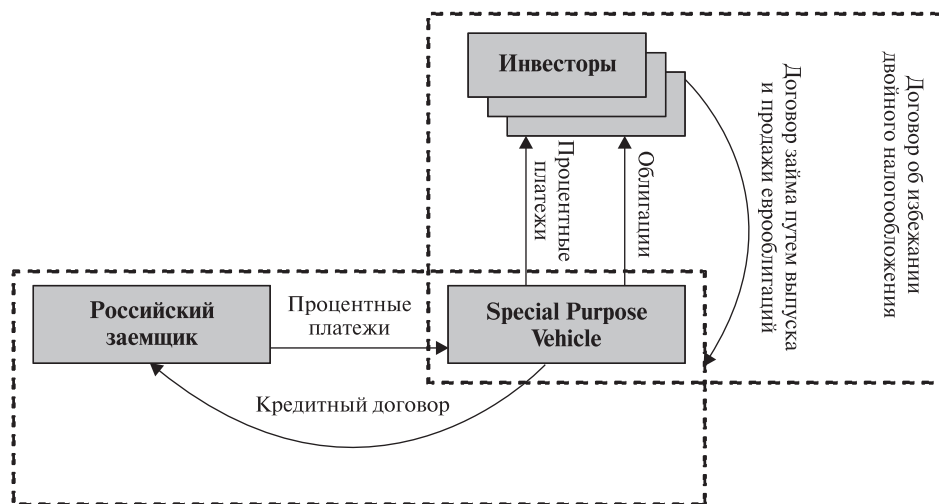 Инвесторы
Процентные
платежи
Облигации
Договор займа путем выпуска
и продажи еврооблигаций
Договор об избежании
двойного налогообложения
Российский
заемщик
Процентные
платежи
Special Purpose
Vehicle
Кредитный договор